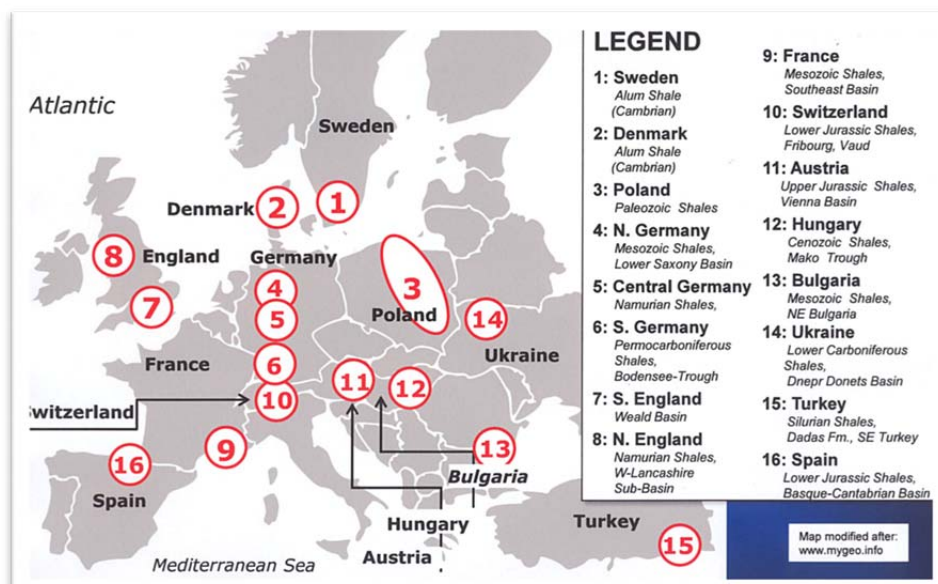 Atlantic
Sweden
Denmark
2
1
8
England
Germany
7
4
3
5
Poland
14
France
6
Ukraine
11
12
Switzerland
10
9
13
16
Bulgaria
Spain
Hungary
Turkey
Austria
15
Mediterranean Sea
LEGEND
1: Sweden
Alum Shale
(Cambrian)
2: Denmark
Alum Shale
(Cambrian)
3: Poland
Paleozoic Shales
4: N. Germany
Mesozoic Shales,
Lower Saxony Basin
5: Central Germany
Namurian Shales,
6: S. Germany
Permocarboniferous
Shales,
Bodensee-Trough
7: S. England
Weald Basin
8: N. England
Namurian Shales,
W-Lancashire
Sub-Basin
9: France
Mesozoic Shales,
Southeast Basin
10: Switzerland
Lower Jurassic Shales,
Fribourg, Vaud
11: Austria
Upper Jurassic Shales,
Vienna Basin
12: Hungary
Cenozoic Shales,
Mako Trough
13: Bulgaria
Mesozoic Shales,
NE Bulgaria
14: Ukraine
Lower Carboniferous
Shales,
Dnepr Donets Basin
15: Turkey
Silurian Shales,
Dadas Fm., SE Turkey
16: Spain
Lower Jurassic Shales,
Basque-Cantabrian Basin
Map modified after:
www.mygeo.info